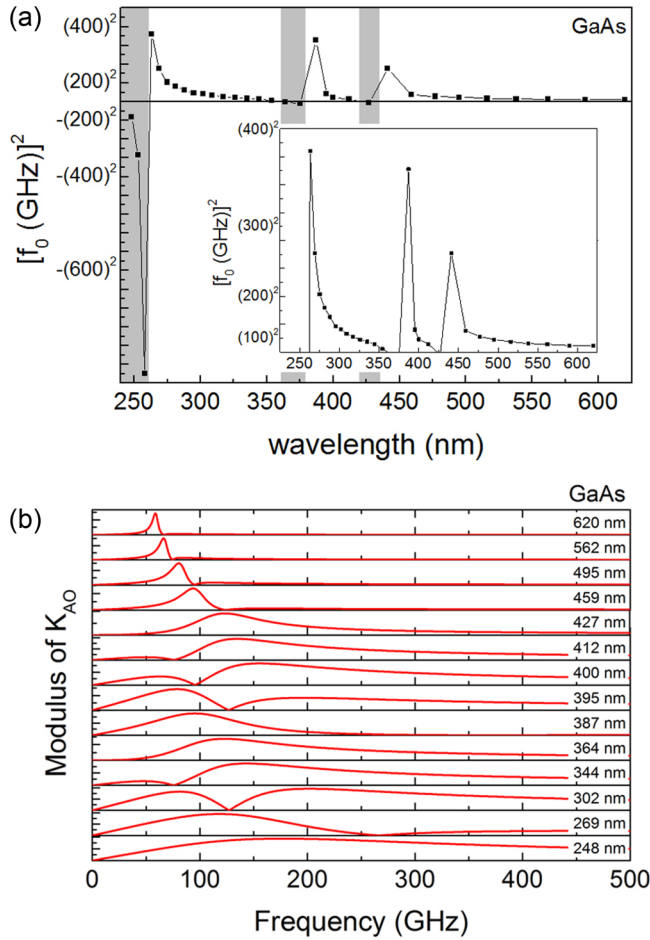 (a)
GaAs
(400)²
(200)²
-(200)²
-(400)²
-(600)²
[f₀ (GHz)]²
(400)²
(300)²
(200)²
(100)²
[f₀ (GHz)]²
250 300 350 400 450 500 550 600
250 300 350 400 450 500 550 600
wavelength (nm)
(b)
GaAs
620 nm
562 nm
495 nm
459 nm
427 nm
412 nm
400 nm
395 nm
387 nm
364 nm
344 nm
302 nm
269 nm
248 nm
Modulus of K_AO
0 100 200 300 400 500
Frequency (GHz)